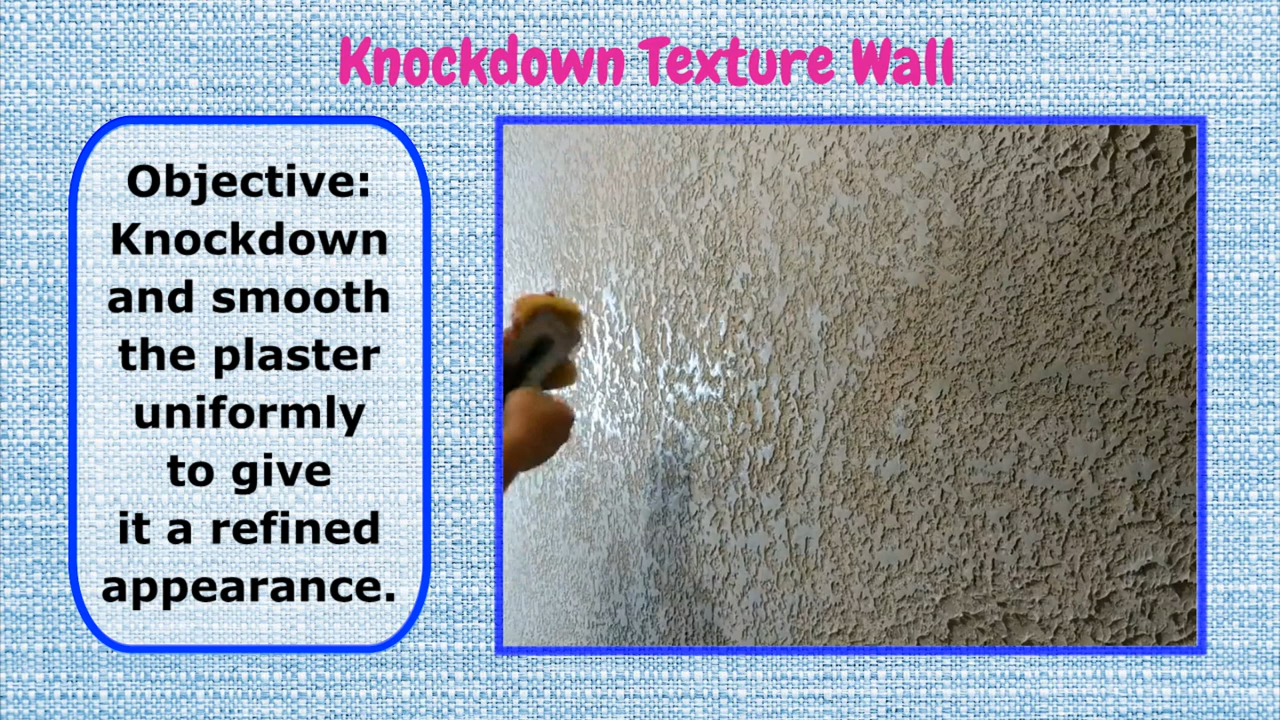 Knockdown Texture Wall
Objective:
Knockdown
and smooth
the plaster
uniformly
to give
it a refined
appearance.